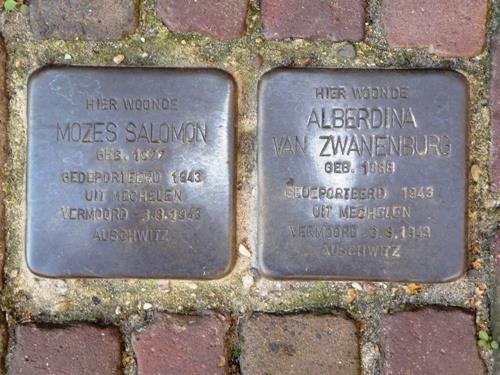 HIER WOONDE
MOZES SALOMON
GEB.
GEDEPORTEERD 1943
UIT MECHELEN
VERMOORD 3.9.1943
AUSCHWITZ
HIER WOONDE
ALBERDINA
VAN ZWANENBURG
GEB.
GEDEPORTEERD 1943
UIT MECHELEN
VERMOORD 3.9.1943
AUSCHWITZ